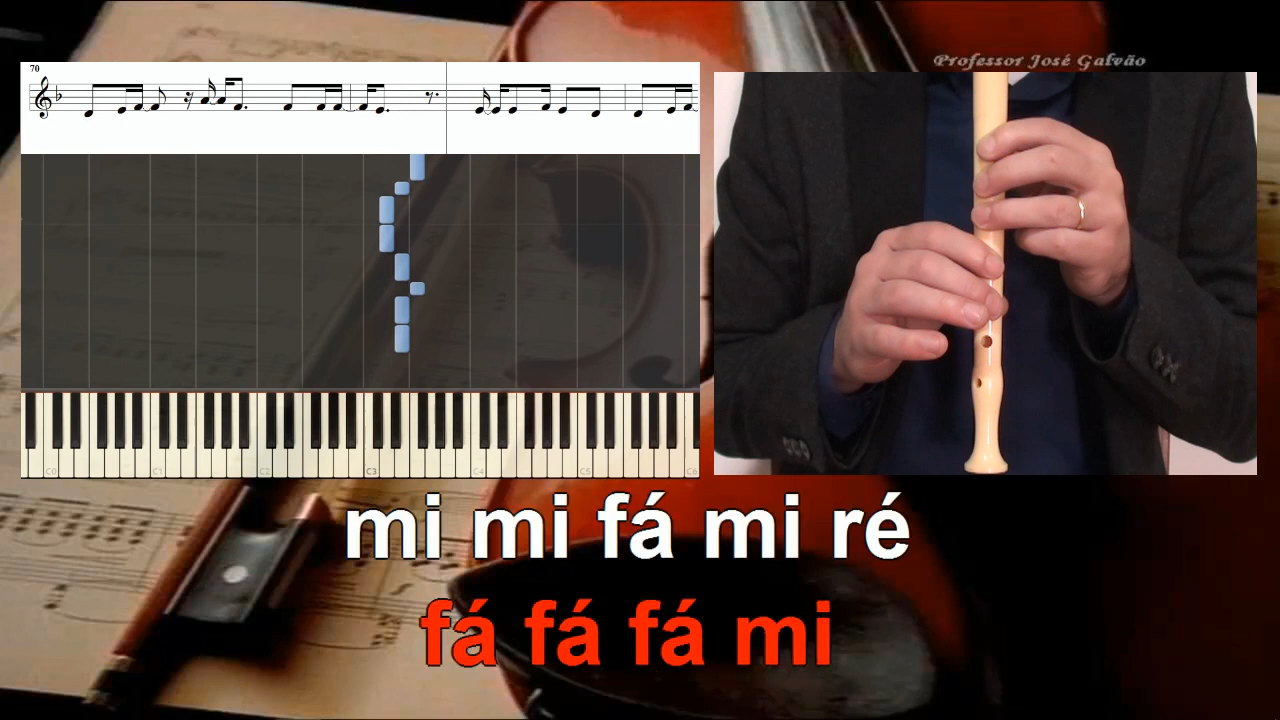 Professor José Galvão
70
C0 C1 C2 C3 C4 C5 C6
mi mi fá mi ré
fá fá fá mi